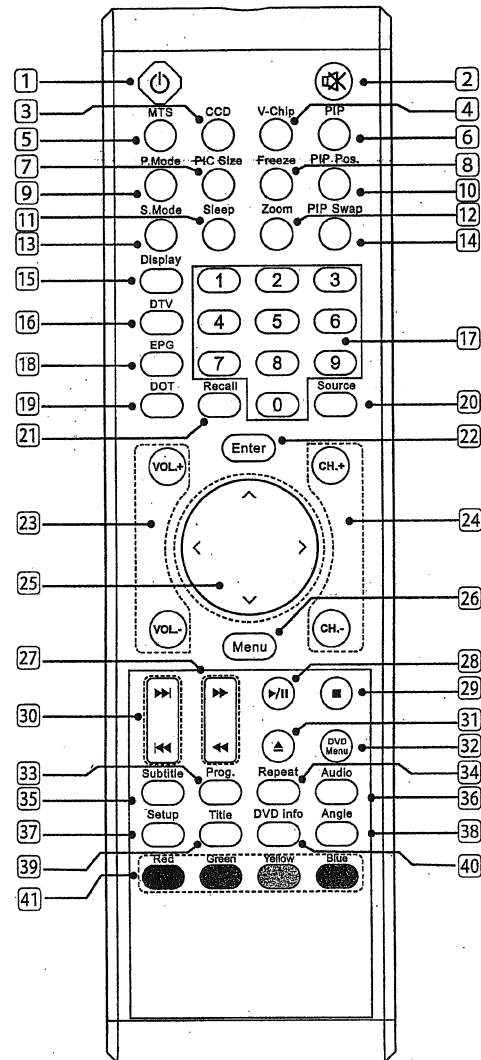 1 2
3 MTS CCD V-Chip PIP 4
5 6
7 P.Mode PIC Size Freeze PIP Pos. 8
9 10
11 S.Mode Sleep Zoom PIP Swap 12
13 14
Display
15 1 2 3
DTV
16 4 5 6
17
EPG
18 7 8 9
DOT Recall Source
19 0 20
21
Enter 22
VOL.+ CH.+
23 24
25
VOL.- CH.-
Menu 26
27 28
29
30 31
DVD
Menu 32
33 Subtitle Prog. Repeat Audio 34
35 36
37 Setup Title DVD info Angle 38
39 Red Green Yellow Blue 40
41